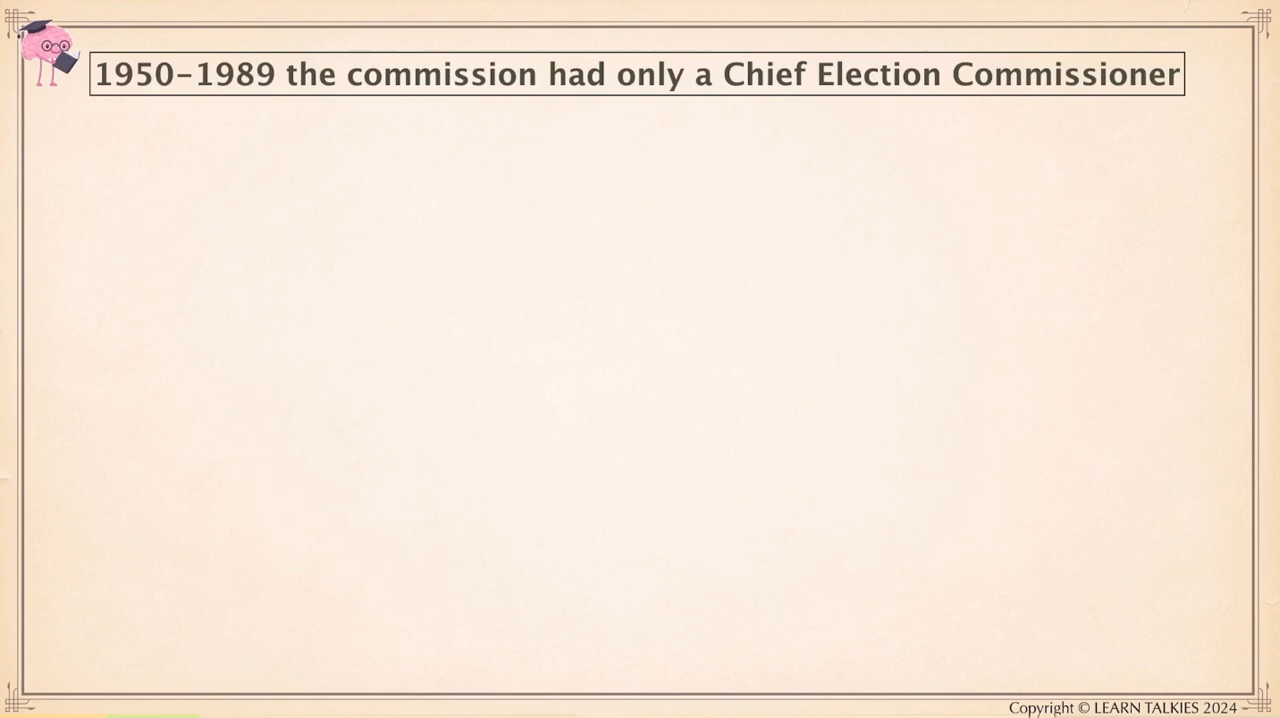 1950–1989 the commission had only a Chief Election Commissioner
Copyright © LEARN TALKIES 2024